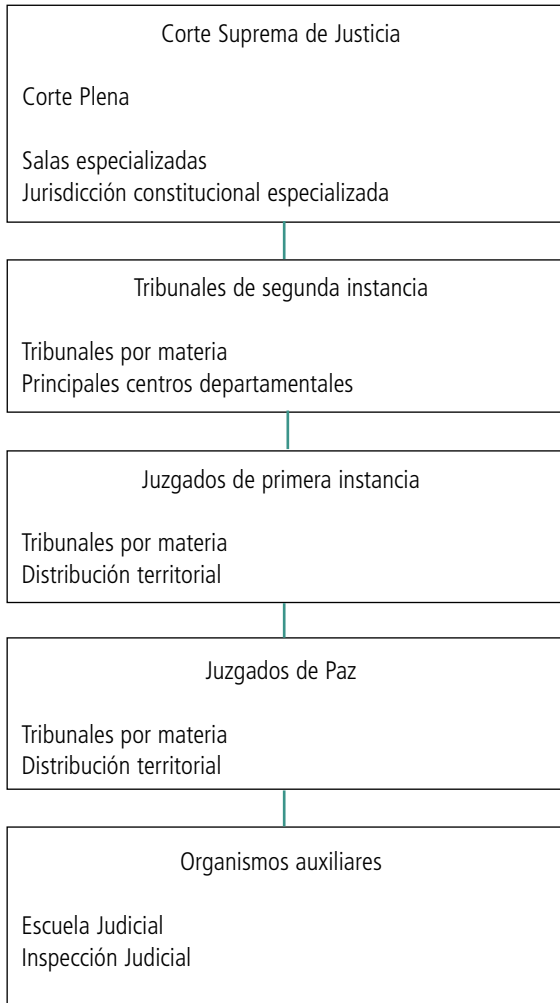 Corte Suprema de Justicia
Corte Plena
Salas especializadas
Jurisdicción constitucional especializada
Tribunales de segunda instancia
Tribunales por materia
Principales centros departamentales
Juzgados de primera instancia
Tribunales por materia
Distribución territorial
Juzgados de Paz
Tribunales por materia
Distribución territorial
Organismos auxiliares
Escuela Judicial
Inspección Judicial